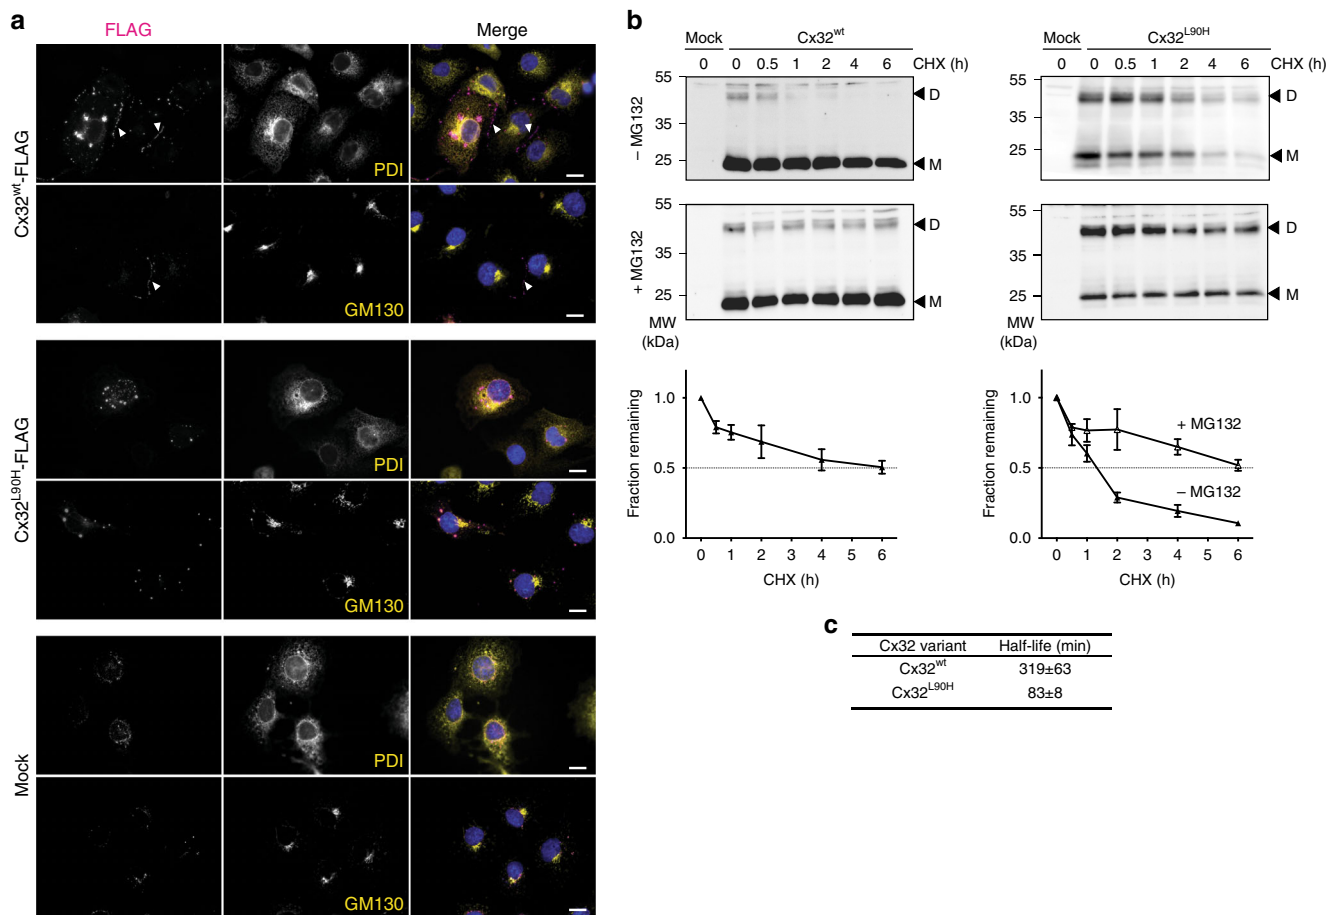 a
FLAG
Merge
Cx32wt-FLAG
PDI
GM130
Cx32L90H-FLAG
PDI
GM130
Mock
PDI
GM130
b
Mock
Cx32wt
0 0 0.5 1 2 4 6 CHX (h)
– MG132
55
35
25
D
M
+ MG132
55
35
25
D
M
MW
(kDa)
Mock
Cx32L90H
0 0 0.5 1 2 4 6 CHX (h)
55
35
25
D
M
55
35
25
D
M
MW
(kDa)
Fraction remaining
1.0
0.5
0.0
0 1 2 3 4 5 6
CHX (h)
Fraction remaining
1.0
0.5
0.0
+ MG132
– MG132
0 1 2 3 4 5 6
CHX (h)
c
Cx32 variant Half-life (min)
Cx32wt 319±63
Cx32L90H 83±8